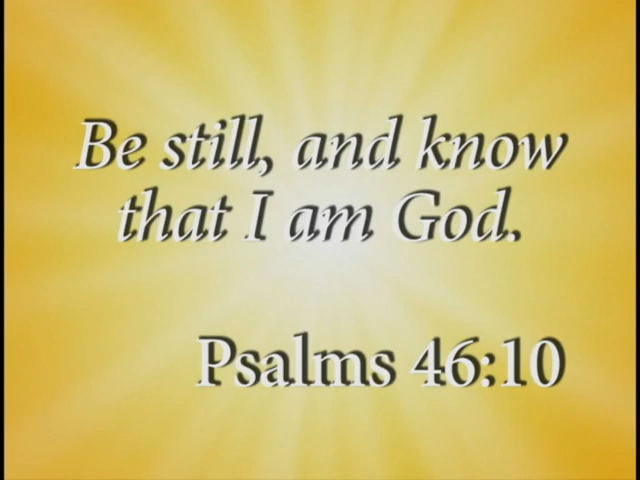 Be still, and know
that I am God.
Psalms 46:10